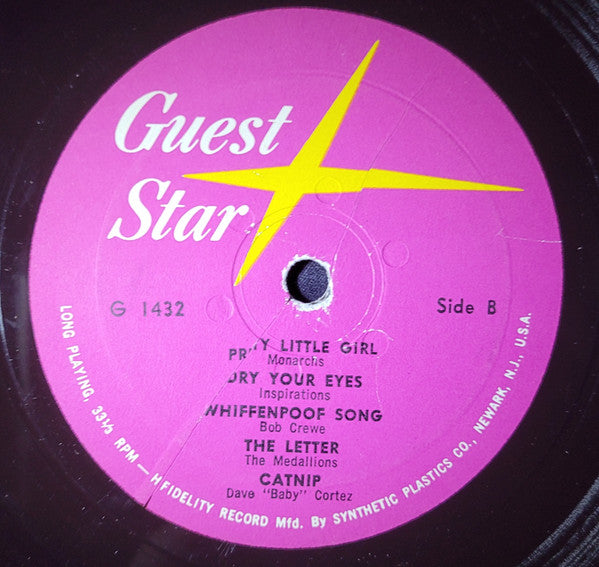 Guest
Star
G 1432
Side B
LITTLE GIRL
Monarchs
DRY YOUR EYES
Inspirations
WHIFFENPOOF SONG
Bob Crewe
THE LETTER
The Medallions
CATNIP
Dave "Baby" Cortez
LONG PLAYING, 33⅓ RPM — H FIDELITY RECORD Mfd. By SYNTHETIC PLASTICS CO., NEWARK, N.J., U.S.A.